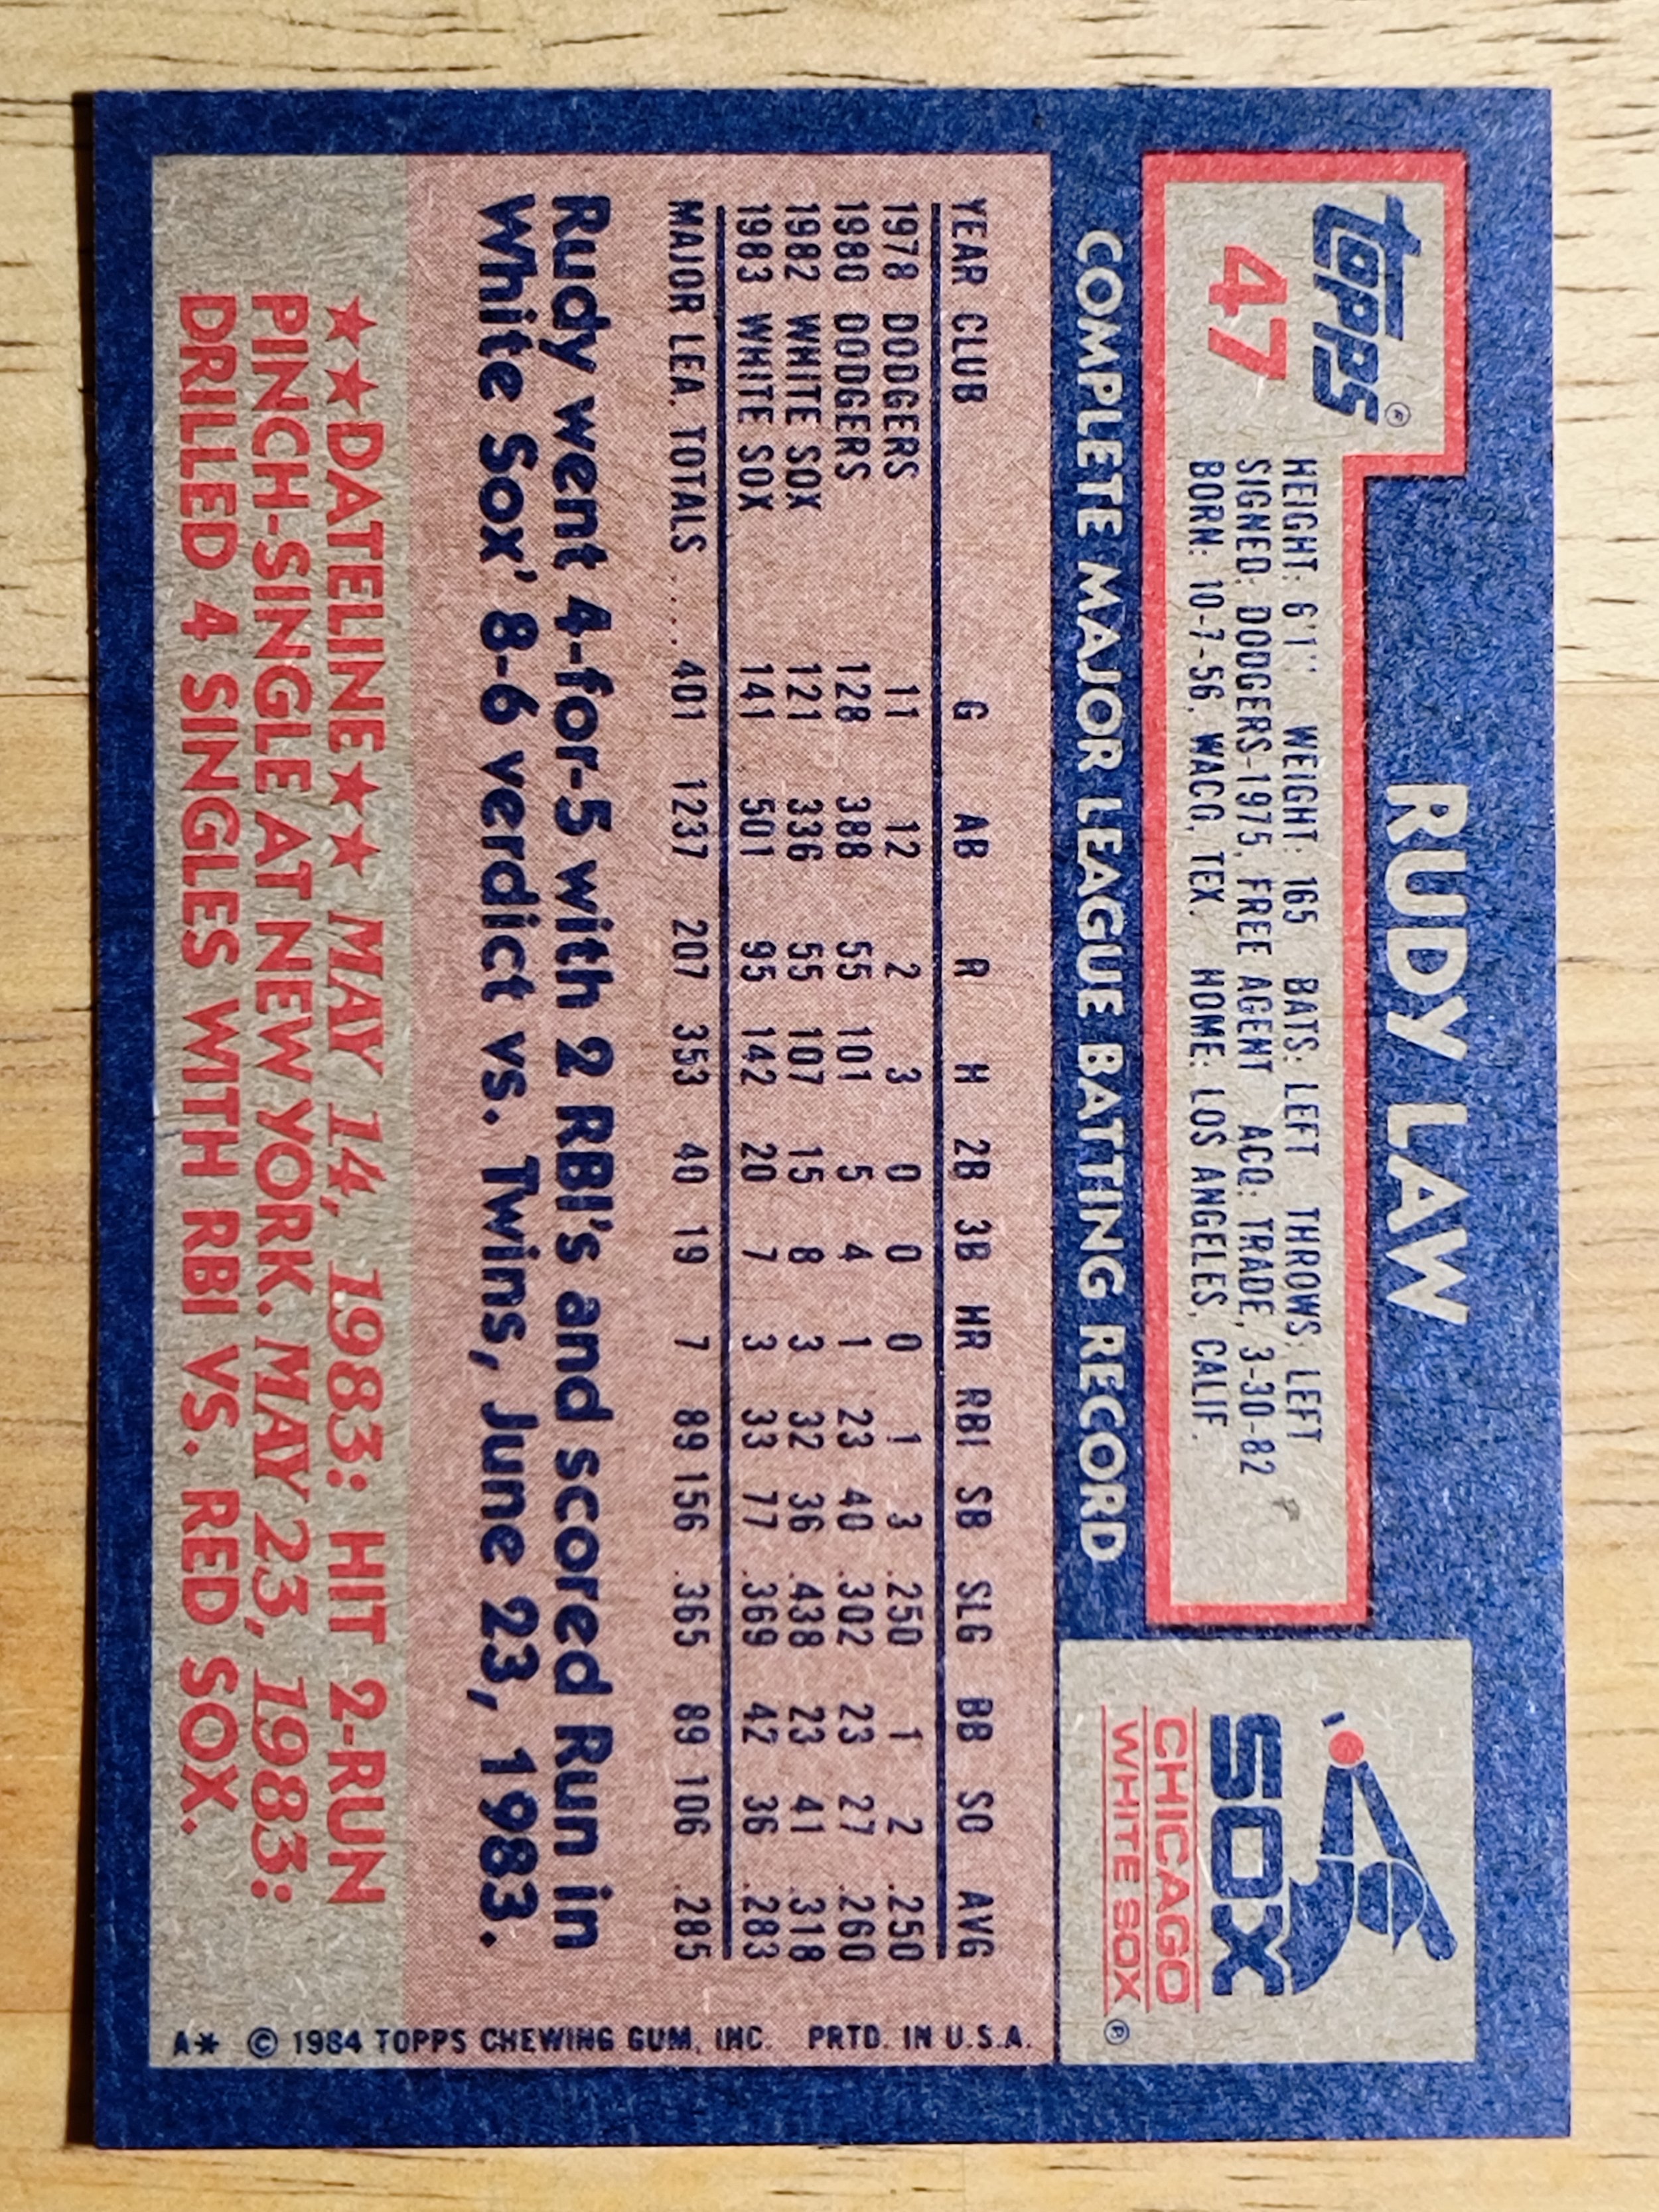 RUDY LAW
TOPPS®
47
HEIGHT: 6'1'' WEIGHT: 165 BATS: LEFT THROWS: LEFT
SIGNED: DODGERS-1975, FREE AGENT ACQ: TRADE, 3-30-82
BORN: 10-7-56, WACO, TEX. HOME: LOS ANGELES, CALIF.
SOX
CHICAGO
WHITE SOX®
COMPLETE MAJOR LEAGUE BATTING RECORD
YEAR CLUB G AB R H 2B 3B HR RBI SB SLG BB SO AVG
1978 DODGERS 11 12 2 3 0 0 0 1 3 .250 1 2 .250
1980 DODGERS 128 388 55 101 5 4 1 23 40 .302 23 27 .260
1982 WHITE SOX 121 336 55 107 15 8 3 32 36 .438 23 41 .318
1983 WHITE SOX 141 501 95 142 20 7 3 33 77 .369 42 36 .283
MAJOR LEA. TOTALS .... 401 1237 207 353 40 19 7 89 156 .365 89 106 .285
Rudy went 4-for-5 with 2 RBI's and scored Run in
White Sox' 8-6 verdict vs. Twins, June 23, 1983.
★★DATELINE★★ MAY 14, 1983: HIT 2-RUN
PINCH-SINGLE AT NEW YORK. MAY 23, 1983:
DRILLED 4 SINGLES WITH RBI VS. RED SOX.
A* © 1984 TOPPS CHEWING GUM, INC. PRTD. IN U.S.A.